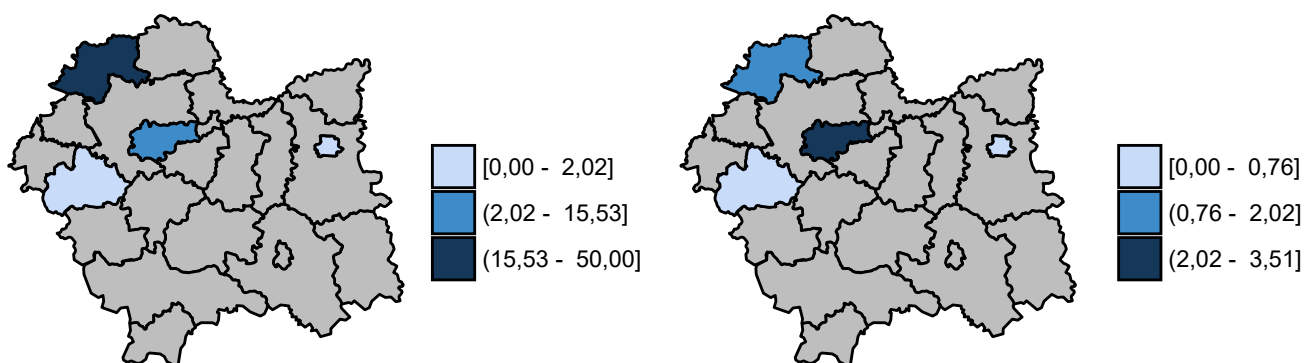 [0,00 - 2,02]
(2,02 - 15,53]
(15,53 - 50,00]
[0,00 - 0,76]
(0,76 - 2,02]
(2,02 - 3,51]